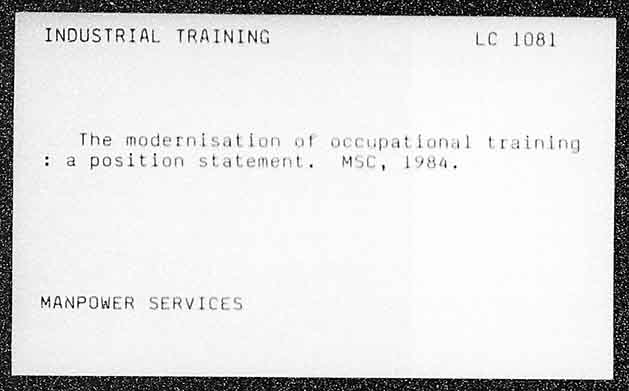 INDUSTRIAL TRAINING LC 1081
The modernisation of occupational training
: a position statement. MSC, 1984.
MANPOWER SERVICES